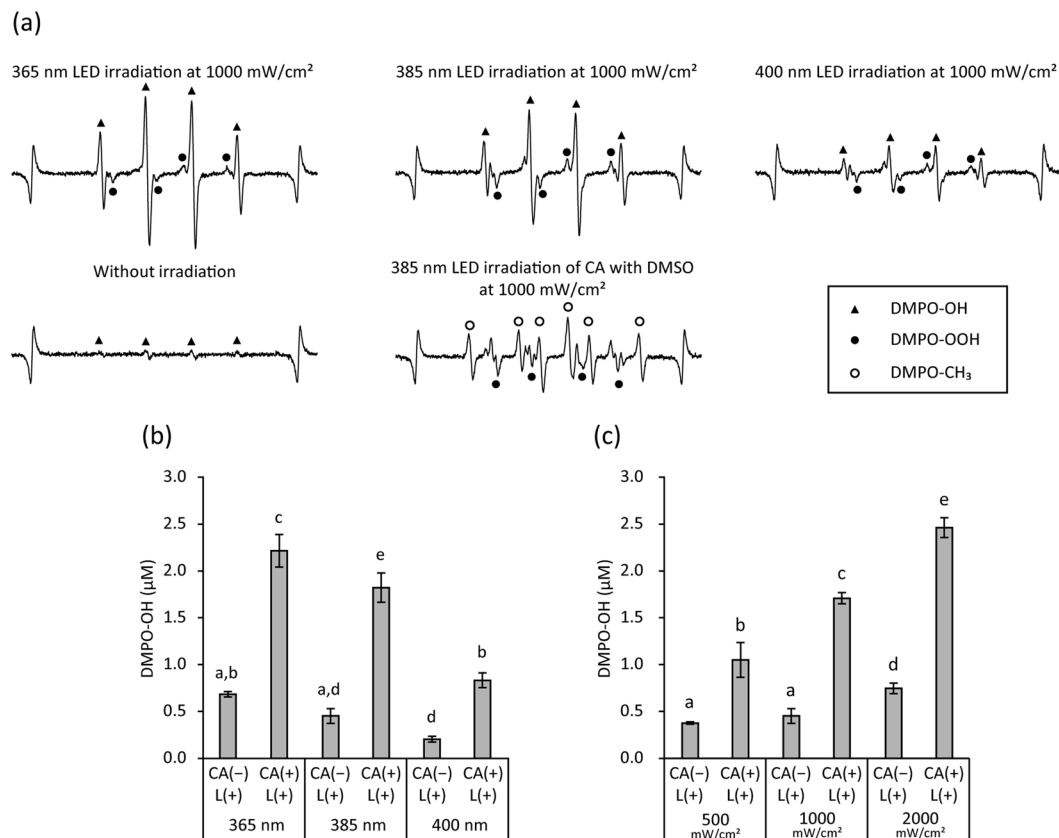 (a)
365 nm LED irradiation at 1000 mW/cm²
385 nm LED irradiation at 1000 mW/cm²
400 nm LED irradiation at 1000 mW/cm²
Without irradiation
385 nm LED irradiation of CA with DMSO
at 1000 mW/cm²
DMPO-OH
DMPO-OOH
DMPO-CH₃
(b)
DMPO-OH (μM)
3.0
2.5
2.0
1.5
1.0
0.5
0.0
a,b
c
a,d
e
d
b
CA(−) CA(+) CA(−) CA(+) CA(−) CA(+)
L(+) L(+) L(+) L(+) L(+) L(+)
365 nm 385 nm 400 nm
(c)
DMPO-OH (μM)
3.0
2.5
2.0
1.5
1.0
0.5
0.0
a
b
a
c
d
e
CA(−) CA(+) CA(−) CA(+) CA(−) CA(+)
L(+) L(+) L(+) L(+) L(+) L(+)
500 1000 2000
mW/cm² mW/cm² mW/cm²